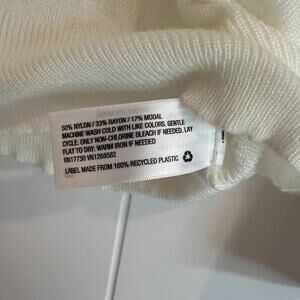 50% NYLON / 33% RAYON / 17% MODAL
MACHINE WASH COLD WITH LIKE COLORS. GENTLE
CYCLE. ONLY NON-CHLORINE BLEACH IF NEEDED. LAY
FLAT TO DRY. WARM IRON IF NEEDED
RN17730 VN1268582
LABEL MADE FROM 100% RECYCLED PLASTIC